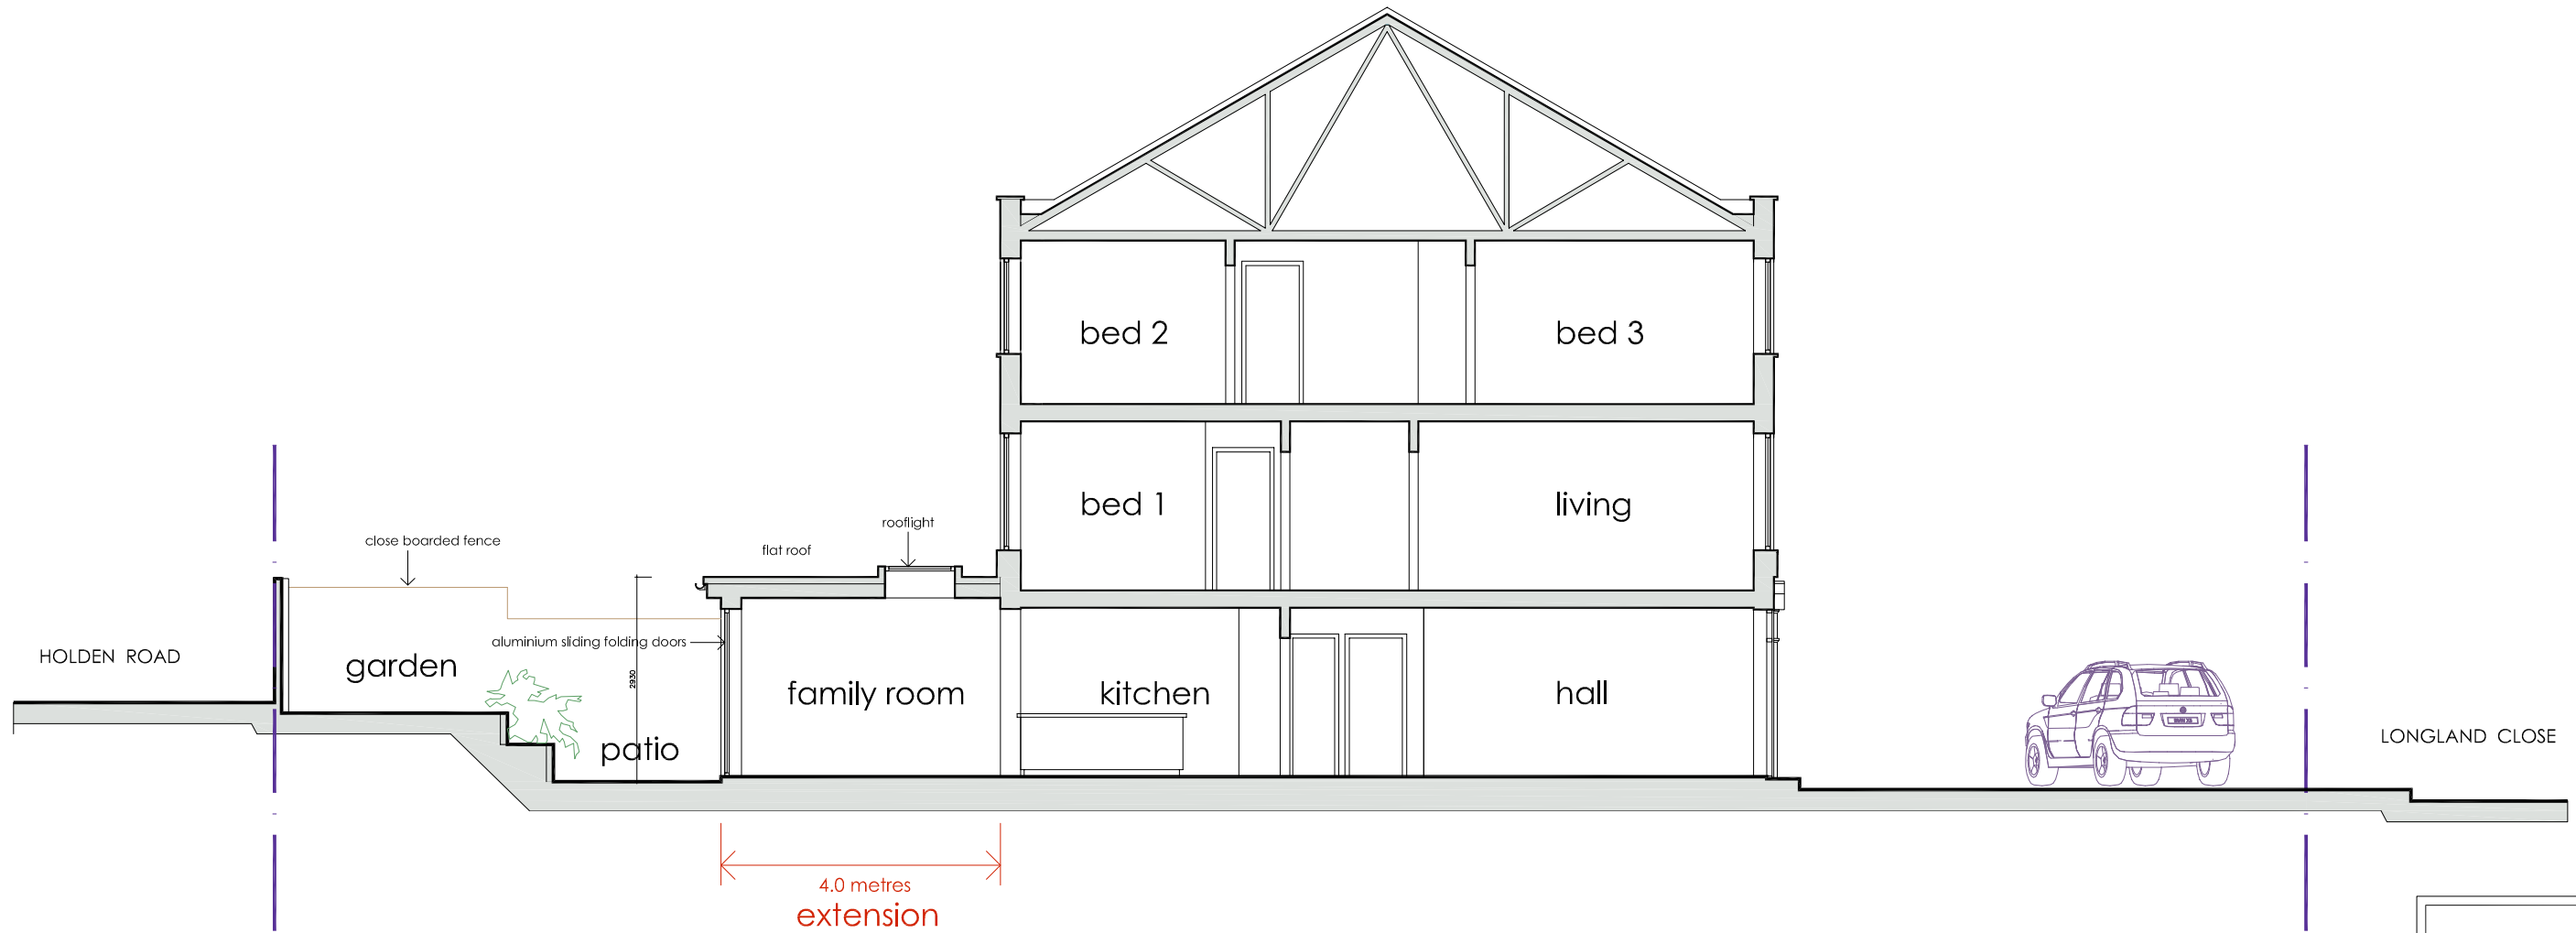 bed 2
bed 3
bed 1
living
rooflight
flat roof
close boarded fence
aluminium sliding folding doors
HOLDEN ROAD
garden
2930
family room
kitchen
hall
patio
LONGLAND CLOSE
4.0 metres
extension